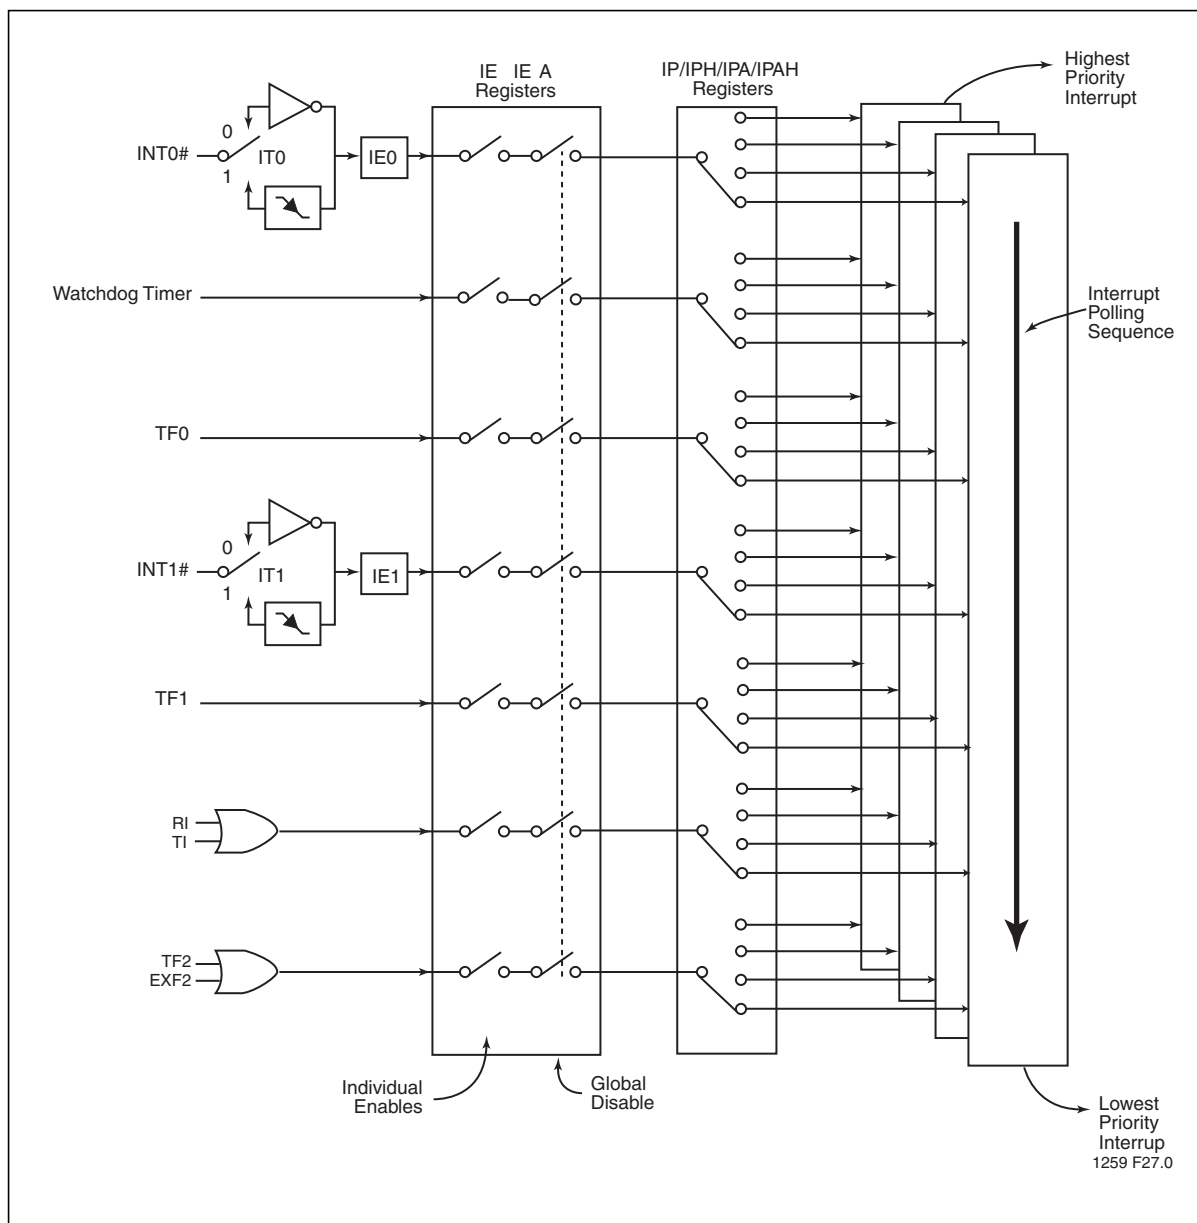 IE IE A
Registers
IP/IPH/IPA/IPAH
Registers
Highest
Priority
Interrupt
0
INT0#
IT0
IE0
1
Watchdog Timer
Interrupt
Polling
Sequence
TF0
0
INT1#
IT1
IE1
1
TF1
RI
TI
TF2
EXF2
Individual
Enables
Global
Disable
Lowest
Priority
Interrup
1259 F27.0